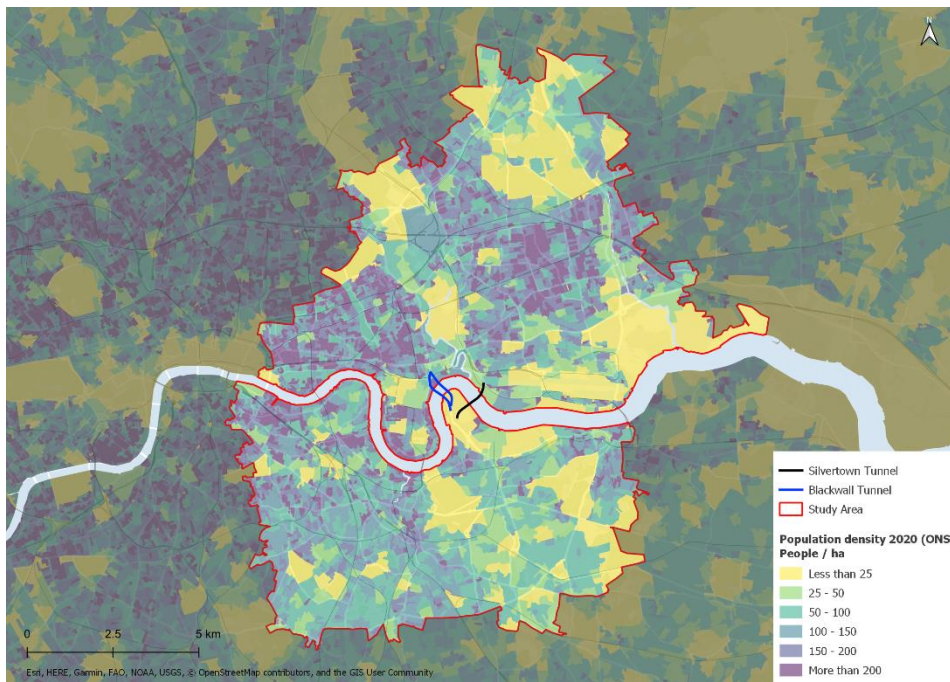 N
Silvertown Tunnel
Blackwall Tunnel
Study Area
Population density 2020 (ONS
People / ha
Less than 25
25 - 50
50 - 100
100 - 150
150 - 200
More than 200
0 2.5 5 km
Esri, HERE, Garmin, FAO, NOAA, USGS, © OpenStreetMap contributors, and the GIS User Community